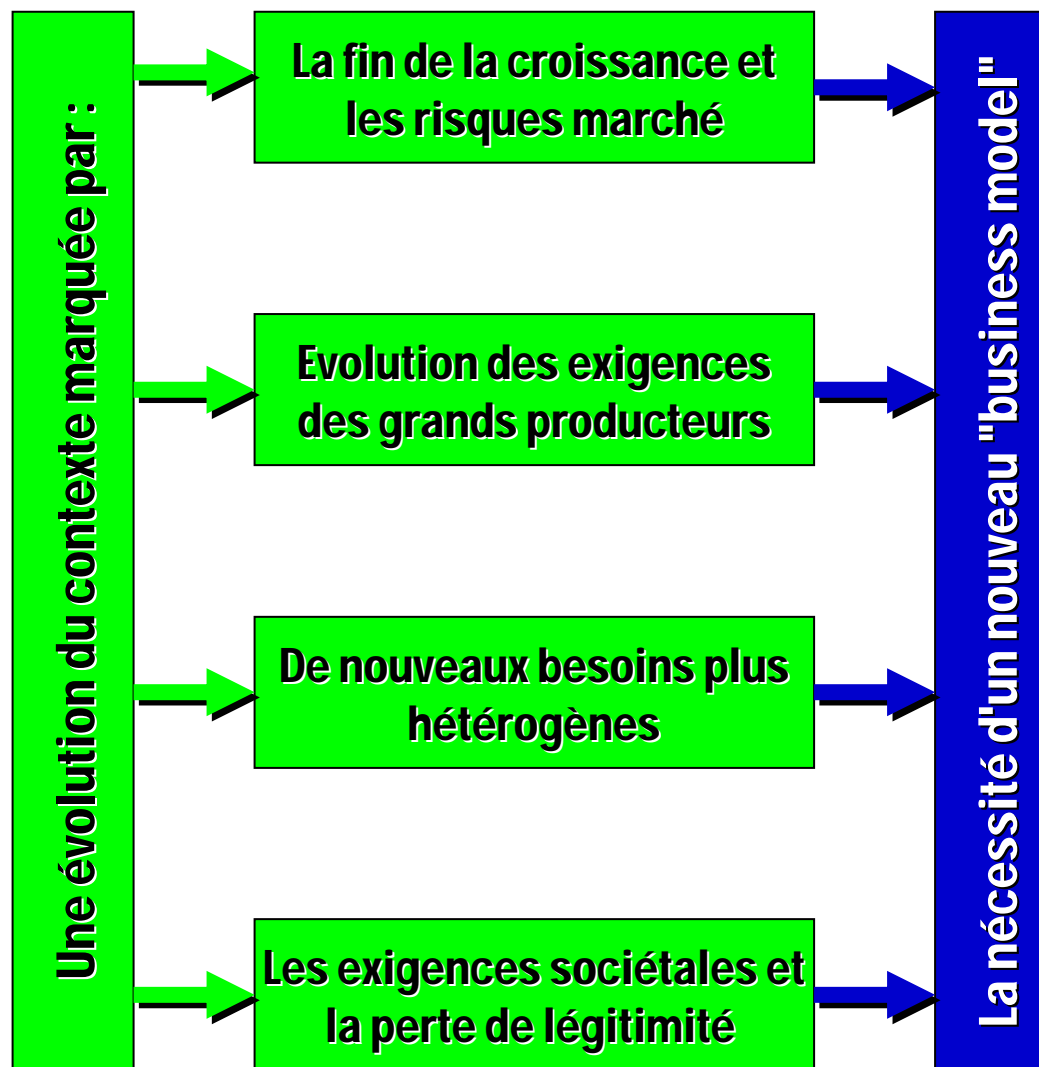 Une évolution du contexte marquée par :
La fin de la croissance et
les risques marché
Evolution des exigences
des grands producteurs
De nouveaux besoins plus
hétérogènes
Les exigences sociétales et
la perte de légitimité
La nécessité d'un nouveau "business model"